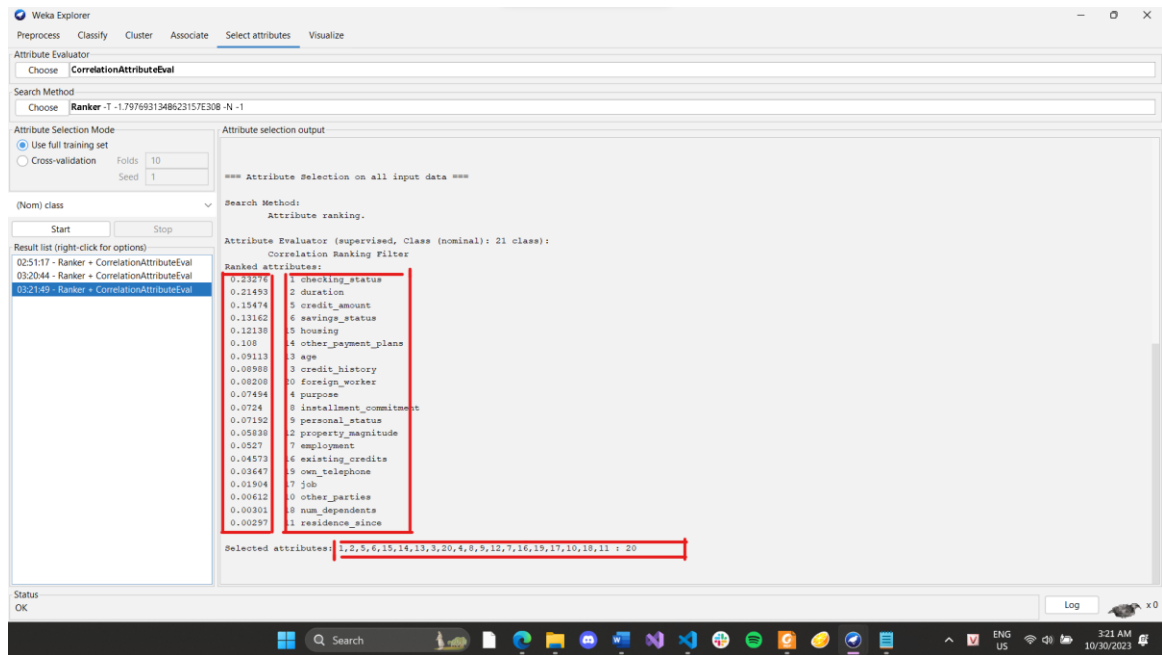 Weka Explorer
Preprocess Classify Cluster Associate Select attributes Visualize
Attribute Evaluator
Choose CorrelationAttributeEval
Search Method
Choose Ranker -T -1.7976931348623157E308 -N -1
Attribute Selection Mode
Use full training set
Cross-validation Folds 10
Seed 1
(Nom) class
Start Stop
Result list (right-click for options)
02:51:17 - Ranker + CorrelationAttributeEval
03:20:44 - Ranker + CorrelationAttributeEval
03:21:49 - Ranker + CorrelationAttributeEval
Attribute selection output
=== Attribute Selection on all input data ===
Search Method:
Attribute ranking.
Attribute Evaluator (supervised, Class (nominal): 21 class):
Correlation Ranking Filter
Ranked attributes:
0.23276 1 checking_status
0.21493 2 duration
0.15474 5 credit_amount
0.13162 6 savings_status
0.12138 15 housing
0.108 14 other_payment_plans
0.09113 13 age
0.08988 3 credit_history
0.08208 20 foreign_worker
0.07494 4 purpose
0.0724 8 installment_commitment
0.07192 9 personal_status
0.05838 12 property_magnitude
0.0527 7 employment
0.04573 16 existing_credits
0.03647 19 own_telephone
0.01904 17 job
0.00612 10 other_parties
0.00301 18 num_dependents
0.00297 11 residence_since
Selected attributes: 1,2,5,6,15,14,13,3,20,4,8,9,12,7,16,19,17,10,18,11 : 20
Status
OK
Log x 0
Search
ENG
US
3:21 AM
10/30/2023